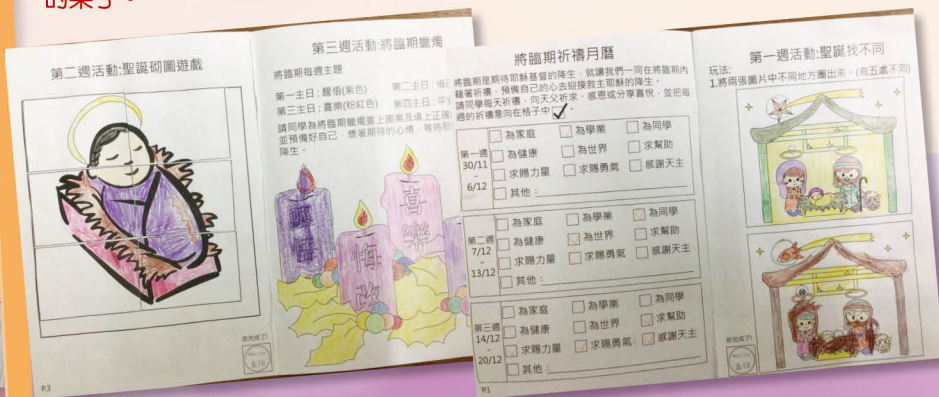 的果子。
第二週活動:聖誕砌圖遊戲
P.3
第三週活動:將臨期蠟燭
將臨期每週主題
第一主日:醒悟(紫色)
第三主日:喜樂(粉紅色)
請同學為將臨期蠟燭畫上圖案及填上正確
並預備好自己,懷著期待的心情,等待耶
降生。
醒悟
悔改
喜樂
我完成了!
將臨期祈禱月曆
將臨期是期待耶穌基督的降生,就讓我們一同在將臨期內
藉著祈禱,預備自己的心去迎接救主耶穌的降生。
請同學每天祈禱,向天父祈求、感恩或分享喜悅,並把每
週的祈禱意向在格子中
第一週
30/11
-
6/12
為家庭 為學業 為同學
為健康 為世界 求幫助
求賜力量 求賜勇氣 感謝天主
其他:
第二週
7/12
-
13/12
為家庭 為學業 為同學
為健康 為世界 求幫助
求賜力量 求賜勇氣 感謝天主
其他:
第三週
14/12
-
20/12
為家庭 為學業 為同學
為健康 為世界 求幫助
求賜力量 求賜勇氣 感謝天主
其他:
P.1
第一週活動:聖誕找不同
玩法:
1.將兩張圖片中不同地方圈出來。(有五處不同)
我完成了!